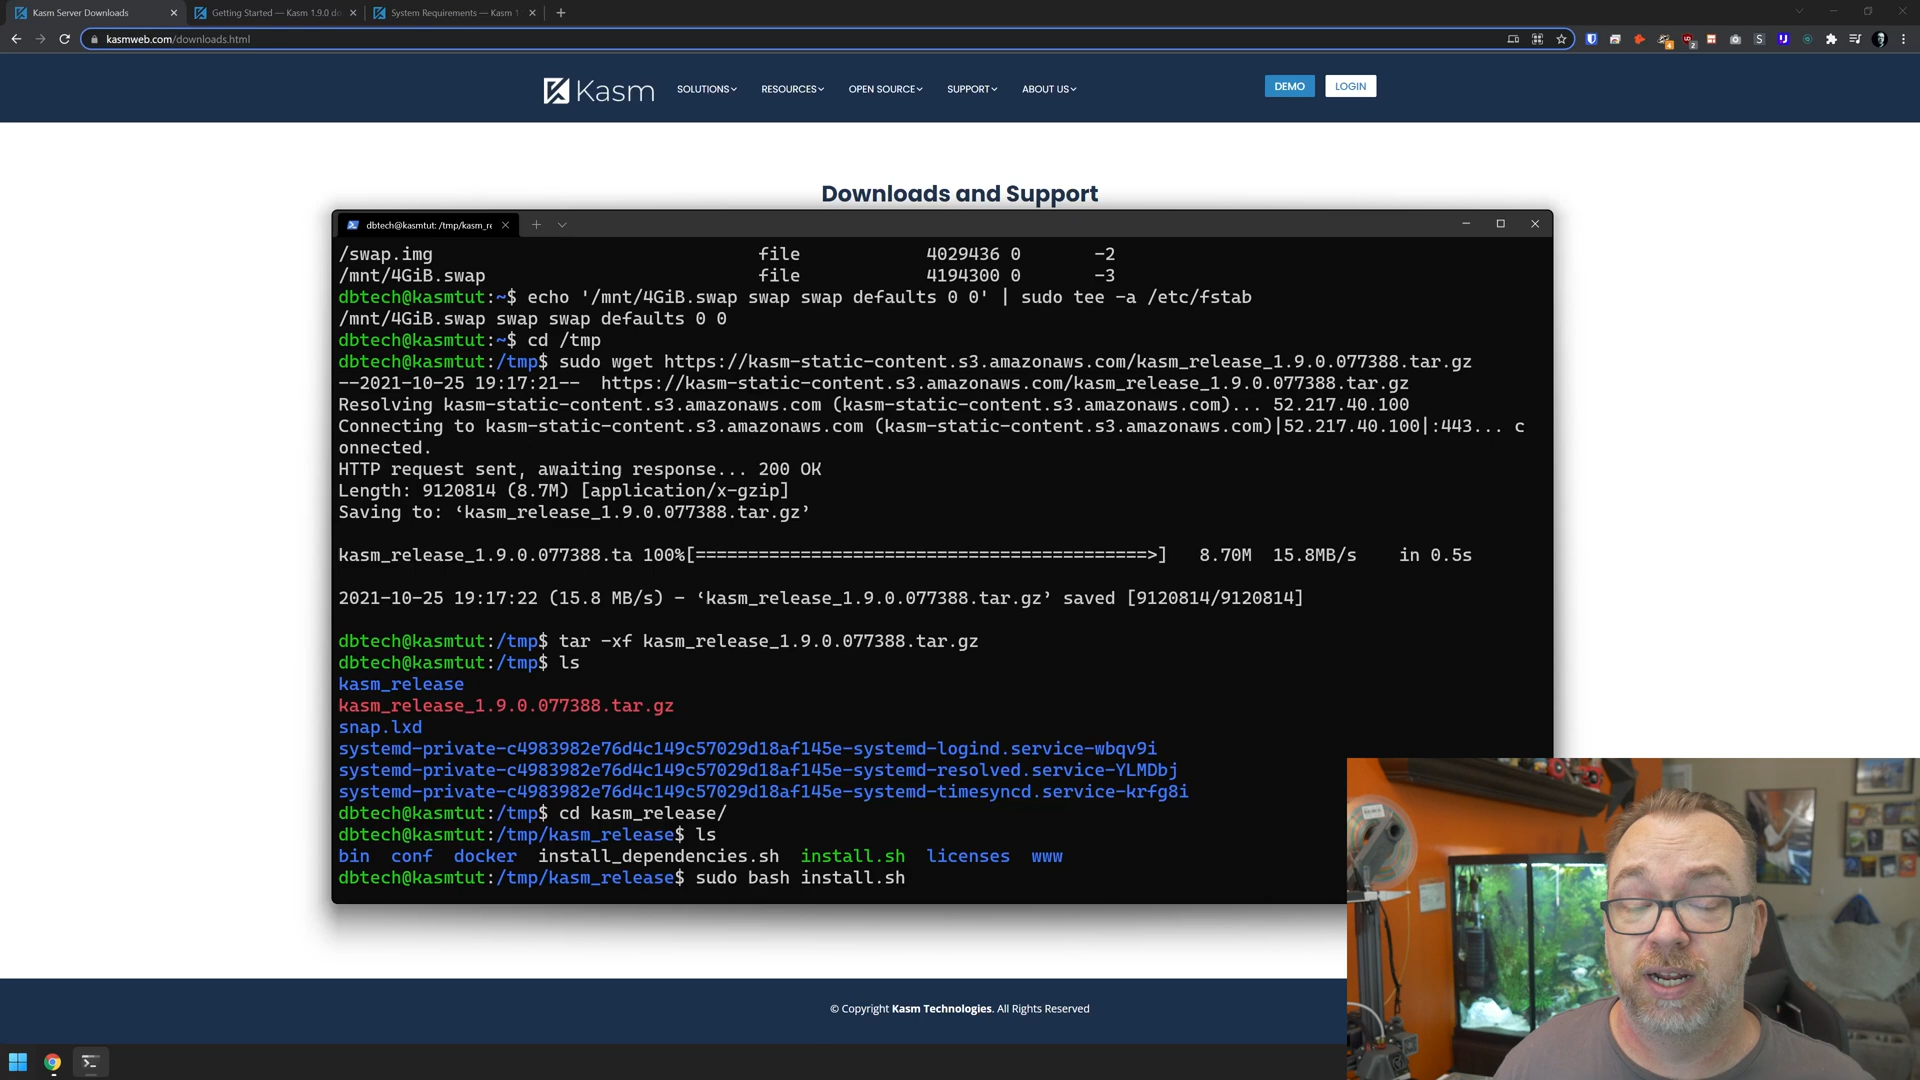 Kasm Server Downloads
Getting Started — Kasm 1.9.0 do
System Requirements — Kasm 1
kasmweb.com/downloads.html
Kasm
SOLUTIONS
RESOURCES
OPEN SOURCE
SUPPORT
ABOUT US
DEMO
LOGIN
Downloads and Support
dbtech@kasmtut: /tmp/kasm_re
/swap.img file 4029436 0 -2
/mnt/4GiB.swap file 4194300 0 -3
dbtech@kasmtut:~$ echo '/mnt/4GiB.swap swap swap defaults 0 0' | sudo tee -a /etc/fstab
/mnt/4GiB.swap swap swap defaults 0 0
dbtech@kasmtut:~$ cd /tmp
dbtech@kasmtut:/tmp$ sudo wget https://kasm-static-content.s3.amazonaws.com/kasm_release_1.9.0.077388.tar.gz
--2021-10-25 19:17:21-- https://kasm-static-content.s3.amazonaws.com/kasm_release_1.9.0.077388.tar.gz
Resolving kasm-static-content.s3.amazonaws.com (kasm-static-content.s3.amazonaws.com)... 52.217.40.100
Connecting to kasm-static-content.s3.amazonaws.com (kasm-static-content.s3.amazonaws.com)|52.217.40.100|:443... c
onnected.
HTTP request sent, awaiting response... 200 OK
Length: 9120814 (8.7M) [application/x-gzip]
Saving to: ‘kasm_release_1.9.0.077388.tar.gz’
kasm_release_1.9.0.077388.ta 100%[===========================================>] 8.70M 15.8MB/s in 0.5s
2021-10-25 19:17:22 (15.8 MB/s) - ‘kasm_release_1.9.0.077388.tar.gz’ saved [9120814/9120814]
dbtech@kasmtut:/tmp$ tar -xf kasm_release_1.9.0.077388.tar.gz
dbtech@kasmtut:/tmp$ ls
kasm_release
kasm_release_1.9.0.077388.tar.gz
snap.lxd
systemd-private-c4983982e76d4c149c57029d18af145e-systemd-logind.service-wbqv9i
systemd-private-c4983982e76d4c149c57029d18af145e-systemd-resolved.service-YLMDbj
systemd-private-c4983982e76d4c149c57029d18af145e-systemd-timesyncd.service-krfg8i
dbtech@kasmtut:/tmp$ cd kasm_release/
dbtech@kasmtut:/tmp/kasm_release$ ls
bin conf docker install_dependencies.sh install.sh licenses www
dbtech@kasmtut:/tmp/kasm_release$ sudo bash install.sh
© Copyright Kasm Technologies. All Rights Reserved